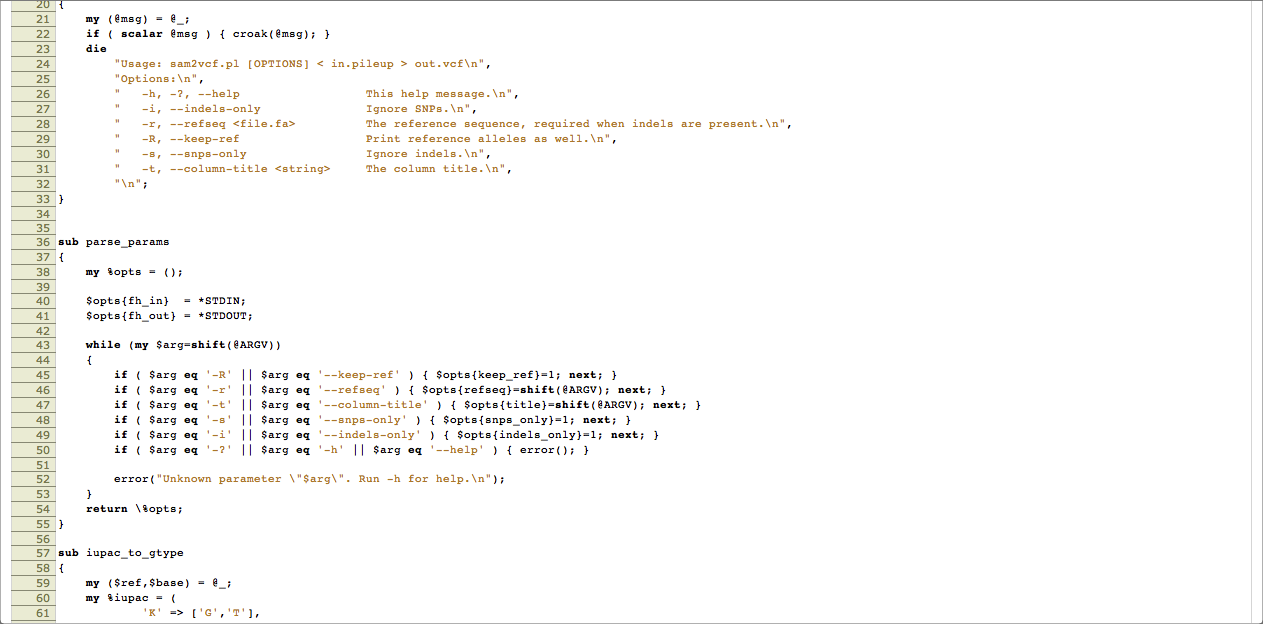 20 {
21     my (@msg) = @_;
22     if ( scalar @msg ) { croak(@msg); }
23     die
24         "Usage: sam2vcf.pl [OPTIONS] < in.pileup > out.vcf\n",
25         "Options:\n",
26         "   -h, -?, --help                  This help message.\n",
27         "   -i, --indels-only               Ignore SNPs.\n",
28         "   -r, --refseq <file.fa>          The reference sequence, required when indels are present.\n",
29         "   -R, --keep-ref                  Print reference alleles as well.\n",
30         "   -s, --snps-only                 Ignore indels.\n",
31         "   -t, --column-title <string>     The column title.\n",
32         "\n";
33 }
34
35
36 sub parse_params
37 {
38     my %opts = ();
39
40     $opts{fh_in}  = *STDIN;
41     $opts{fh_out} = *STDOUT;
42
43     while (my $arg=shift(@ARGV))
44     {
45         if ( $arg eq '-R' || $arg eq '--keep-ref' ) { $opts{keep_ref}=1; next; }
46         if ( $arg eq '-r' || $arg eq '--refseq' ) { $opts{refseq}=shift(@ARGV); next; }
47         if ( $arg eq '-t' || $arg eq '--column-title' ) { $opts{title}=shift(@ARGV); next; }
48         if ( $arg eq '-s' || $arg eq '--snps-only' ) { $opts{snps_only}=1; next; }
49         if ( $arg eq '-i' || $arg eq '--indels-only' ) { $opts{indels_only}=1; next; }
50         if ( $arg eq '-?' || $arg eq '-h' || $arg eq '--help' ) { error(); }
51
52         error("Unknown parameter \"$arg\". Run -h for help.\n");
53     }
54     return \%opts;
55 }
56
57 sub iupac_to_gtype
58 {
59     my ($ref,$base) = @_;
60     my %iupac = (
61             'K' => ['G','T'],